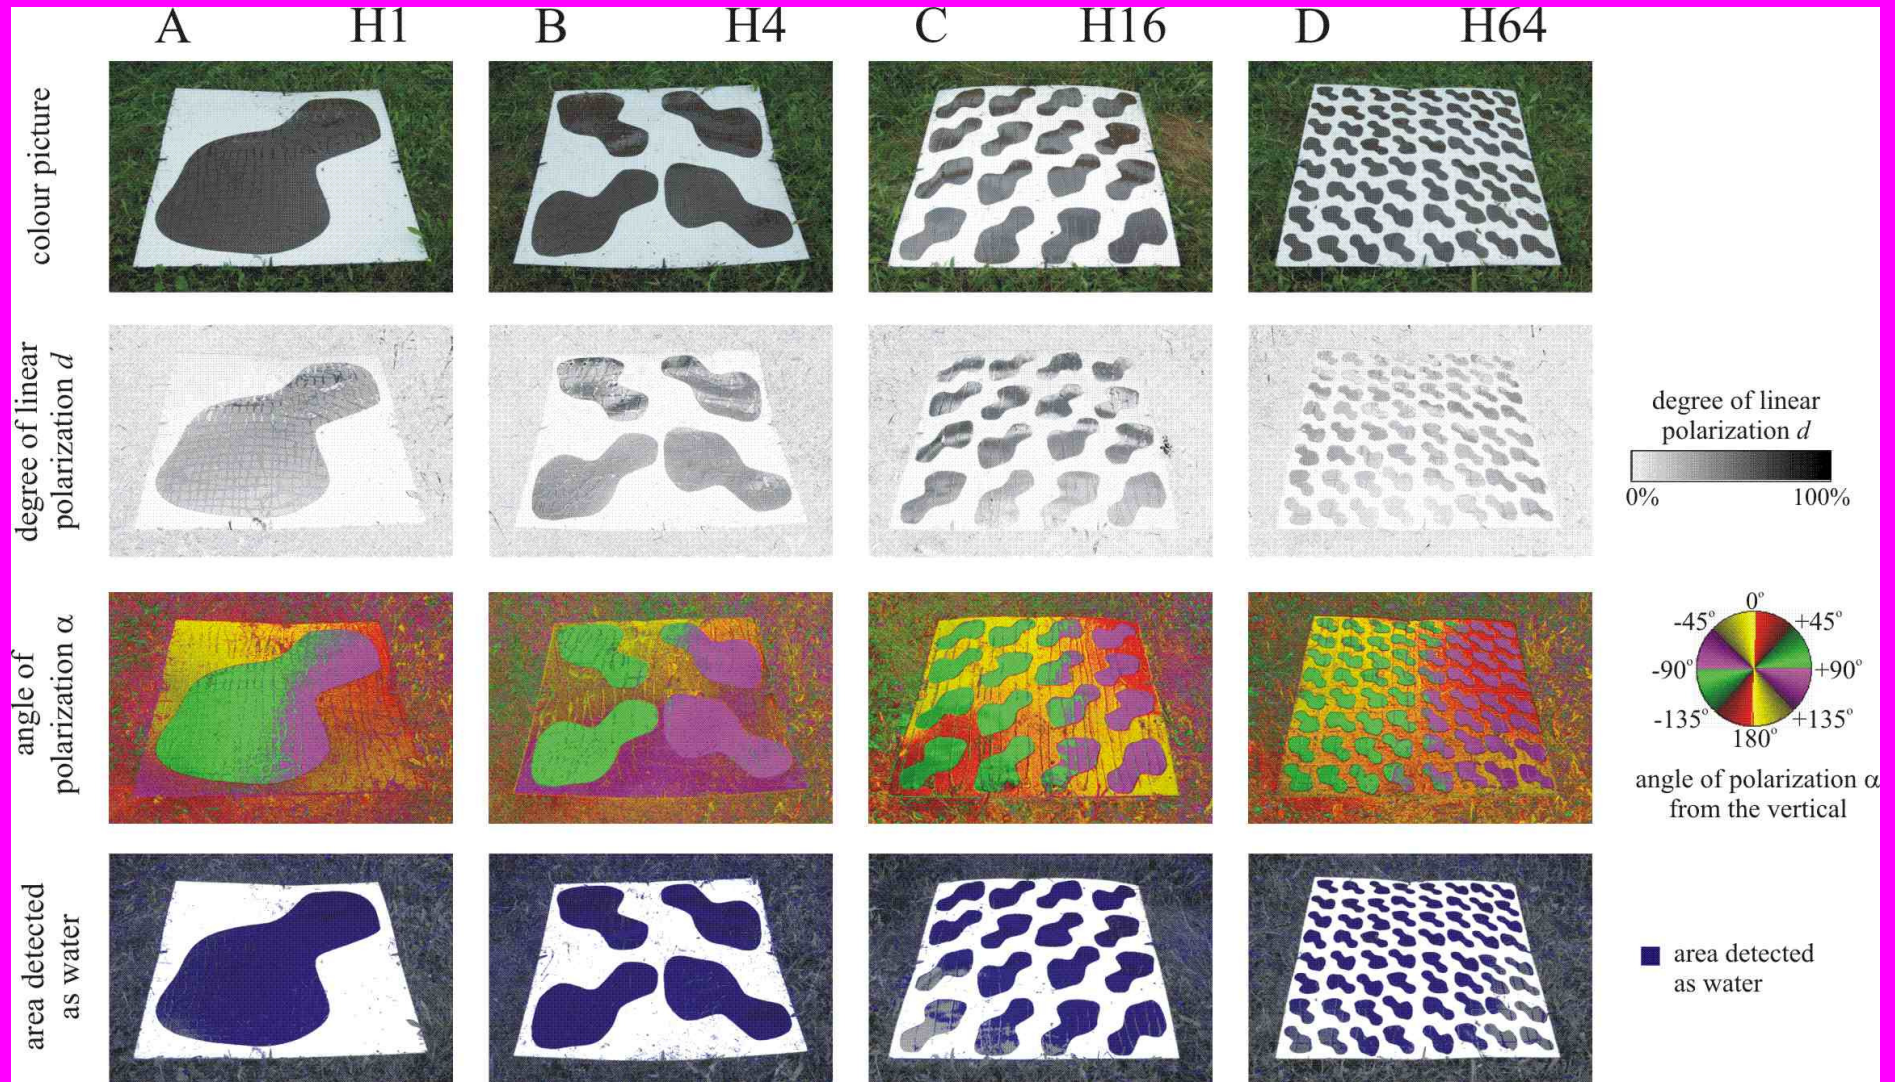 A H1 B H4 C H16 D H64
colour picture
degree of linear
polarization d
degree of linear
polarization d
0% 100%
angle of
polarization α
0°
-45° +45°
-90° +90°
-135° +135°
180°
angle of polarization α
from the vertical
area detected
as water
area detected
as water